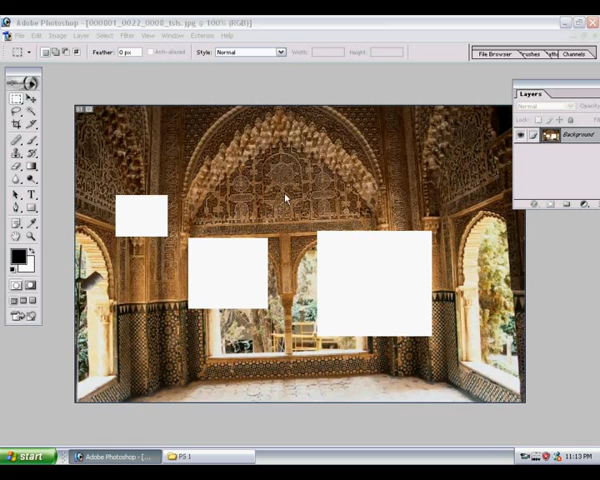 Adobe Photoshop - [000801_0022_0008_tsls.jpg @ 100% (RGB)]
File Edit Image Layer Select Filter View Window Extensis Help
Feather: 0 px Anti-aliased Style: Normal Width: Height:
File Browser Brushes Channels
Layers
Normal Opacity
Lock:
Background
start Adobe Photoshop - [... PS 1 11:13 PM